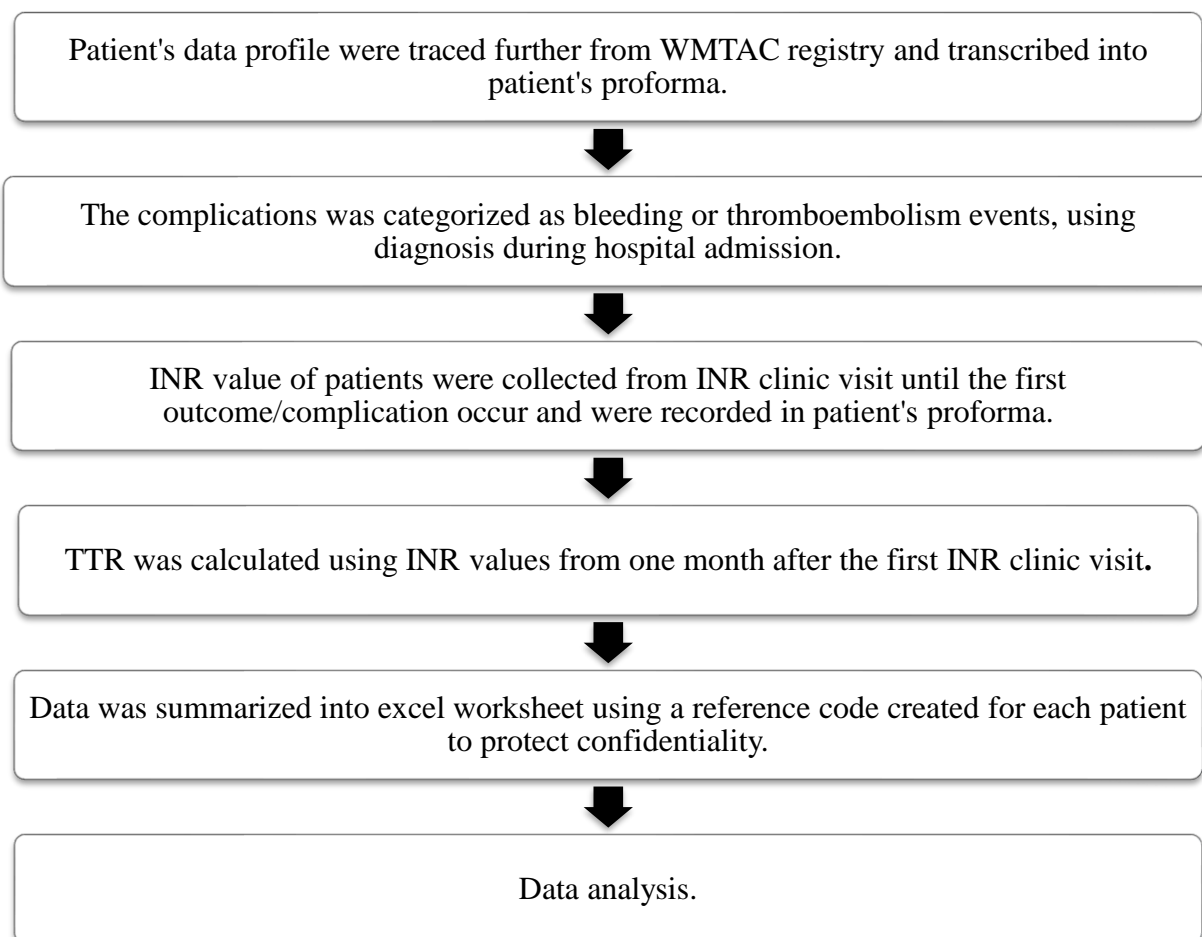 Patient's data profile were traced further from WMTAC registry and transcribed into
patient's proforma.
The complications was categorized as bleeding or thromboembolism events, using
diagnosis during hospital admission.
INR value of patients were collected from INR clinic visit until the first
outcome/complication occur and were recorded in patient's proforma.
TTR was calculated using INR values from one month after the first INR clinic visit.
Data was summarized into excel worksheet using a reference code created for each patient
to protect confidentiality.
Data analysis.